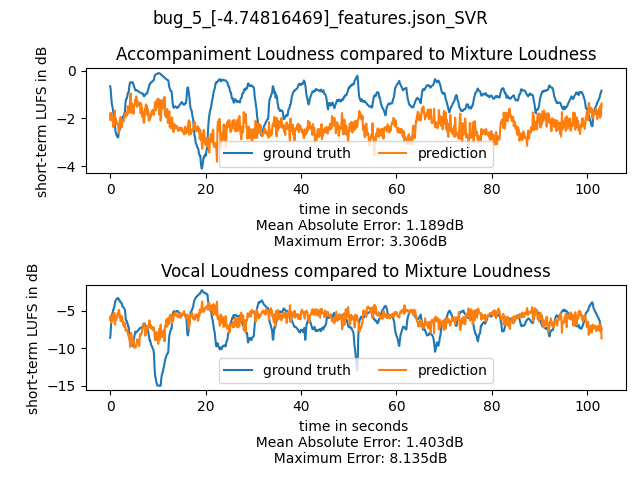 bug_5_[-4.74816469]_features.json_SVR
Accompaniment Loudness compared to Mixture Loudness
short-term LUFS in dB
0
−2
−4
ground truth
prediction
0
20
40
60
80
100
time in seconds
Mean Absolute Error: 1.189dB
Maximum Error: 3.306dB
Vocal Loudness compared to Mixture Loudness
short-term LUFS in dB
−5
−10
−15
ground truth
prediction
0
20
40
60
80
100
time in seconds
Mean Absolute Error: 1.403dB
Maximum Error: 8.135dB